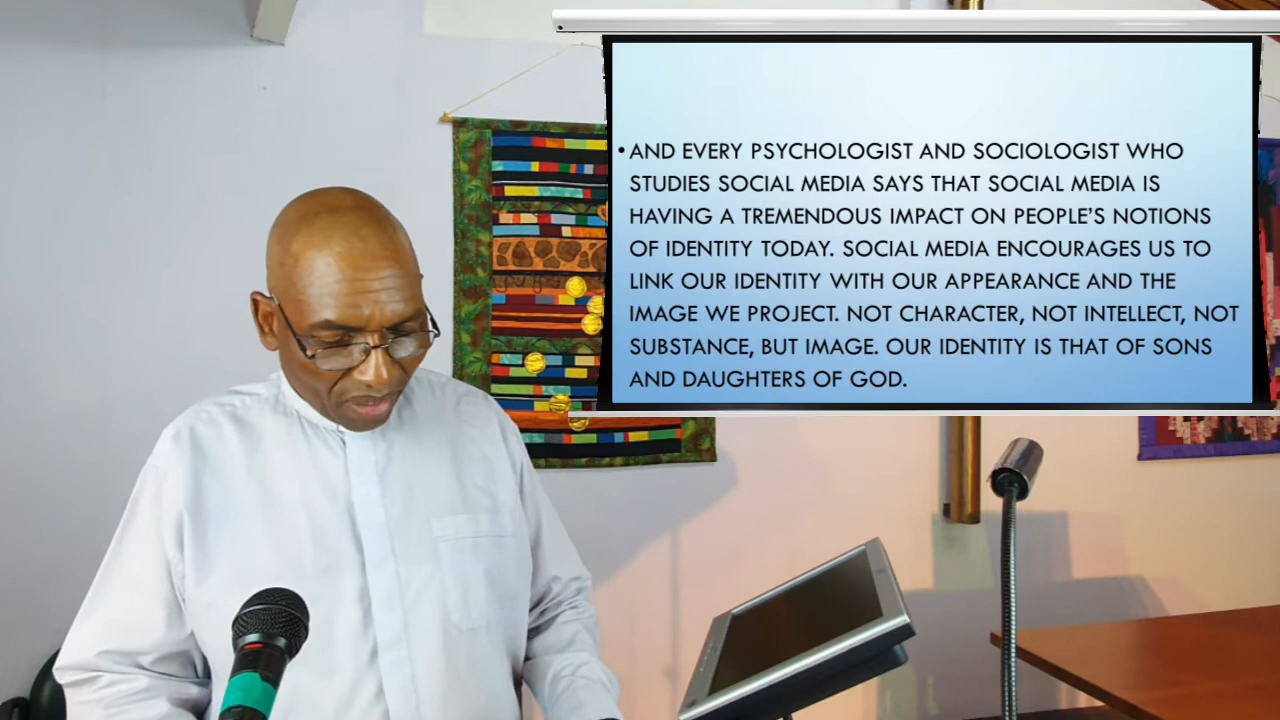 • AND EVERY PSYCHOLOGIST AND SOCIOLOGIST WHO
STUDIES SOCIAL MEDIA SAYS THAT SOCIAL MEDIA IS
HAVING A TREMENDOUS IMPACT ON PEOPLE'S NOTIONS
OF IDENTITY TODAY. SOCIAL MEDIA ENCOURAGES US TO
LINK OUR IDENTITY WITH OUR APPEARANCE AND THE
IMAGE WE PROJECT. NOT CHARACTER, NOT INTELLECT, NOT
SUBSTANCE, BUT IMAGE. OUR IDENTITY IS THAT OF SONS
AND DAUGHTERS OF GOD.